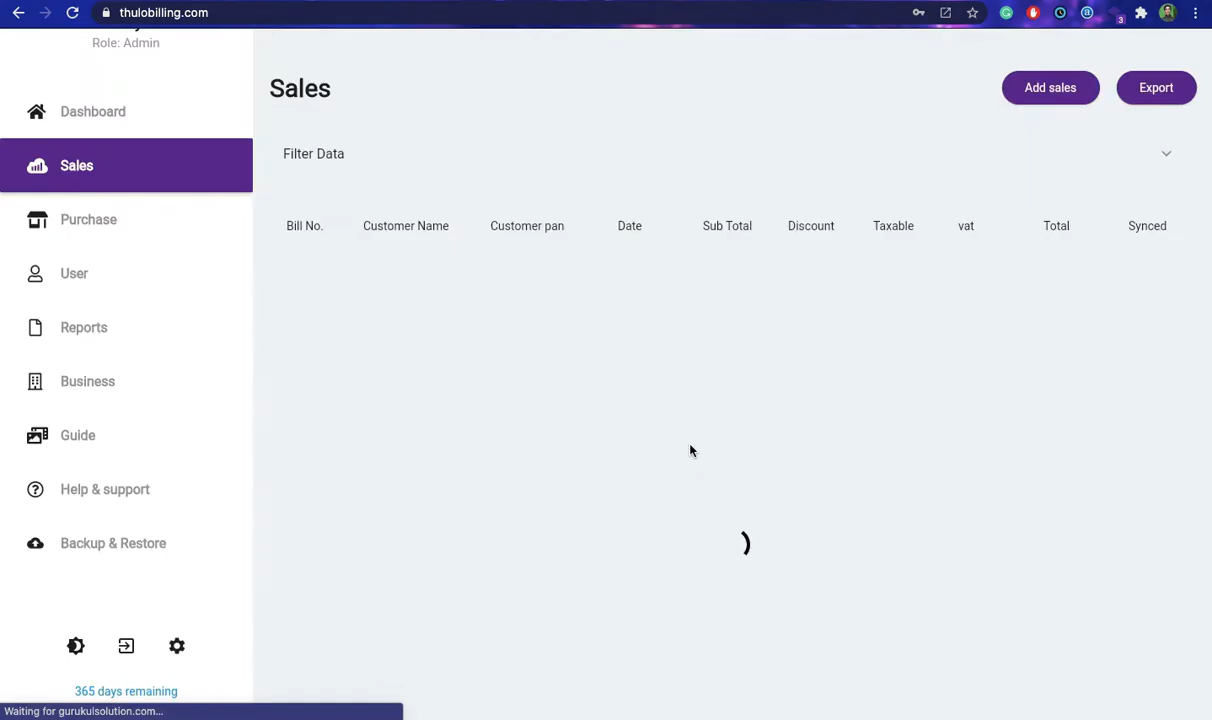 thulobilling.com
3
Role: Admin
Dashboard
Sales
Purchase
User
Reports
Business
Guide
Help & support
Backup & Restore
365 days remaining
Waiting for gurukulsolution.com...
Sales
Add sales Export
Filter Data
Bill No. Customer Name Customer pan Date Sub Total Discount Taxable vat Total Synced